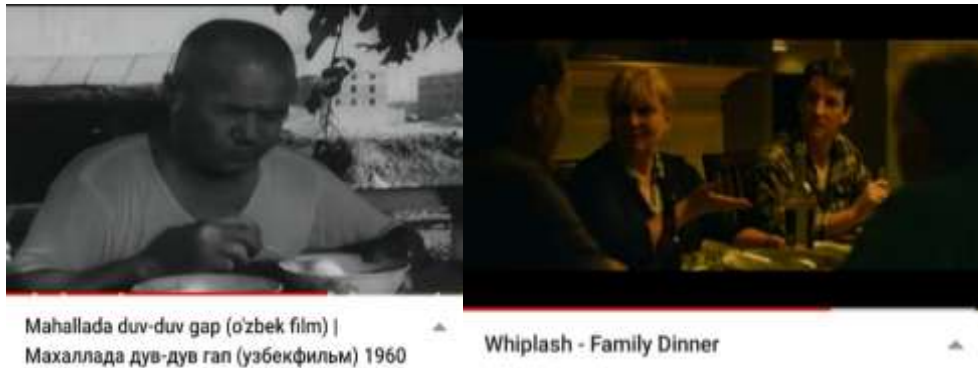 Mahallada duv-duv gap (o'zbek film) |
Махаллада дув-дув гап (узбекфильм) 1960
Whiplash - Family Dinner